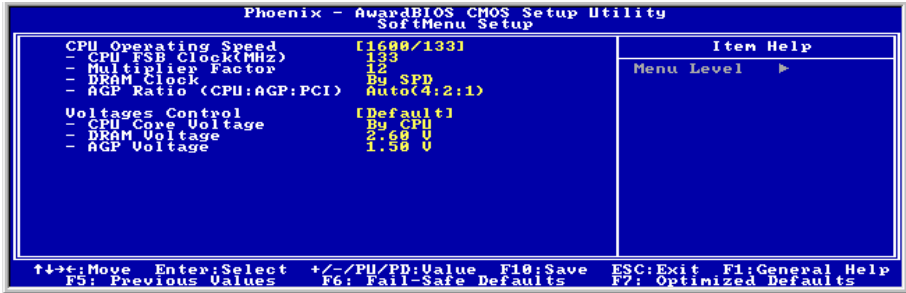 Phoenix - AwardBIOS CMOS Setup Utility
SoftMenu Setup
CPU Operating Speed [1600/133]
- CPU FSB Clock(MHz) 133
- Multiplier Factor 12
- DRAM Clock By SPD
- AGP Ratio (CPU:AGP:PCI) Auto(4:2:1)
Voltages Control [Default]
- CPU Core Voltage By CPU
- DRAM Voltage 2.60 V
- AGP Voltage 1.50 V
Item Help
Menu Level ►
↑↓→←:Move Enter:Select +/-/PU/PD:Value F10:Save ESC:Exit F1:General Help
F5: Previous Values F6: Fail-Safe Defaults F7: Optimized Defaults